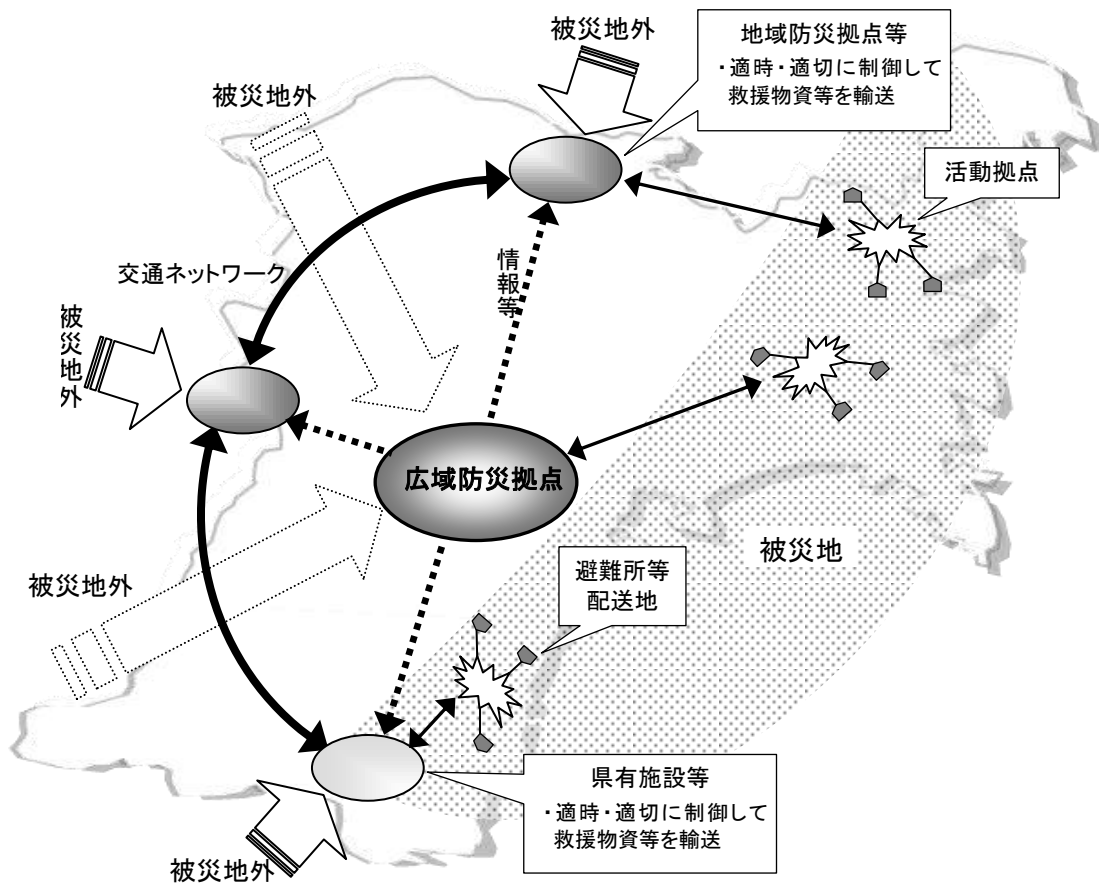 被災地外
地域防災拠点等
・適時・適切に制御して
救援物資等を輸送
被災地外
活動拠点
交通ネットワーク
情報等
被災地外
広域防災拠点
被災地
避難所等
配送地
被災地外
県有施設等
・適時・適切に制御して
救援物資等を輸送
被災地外